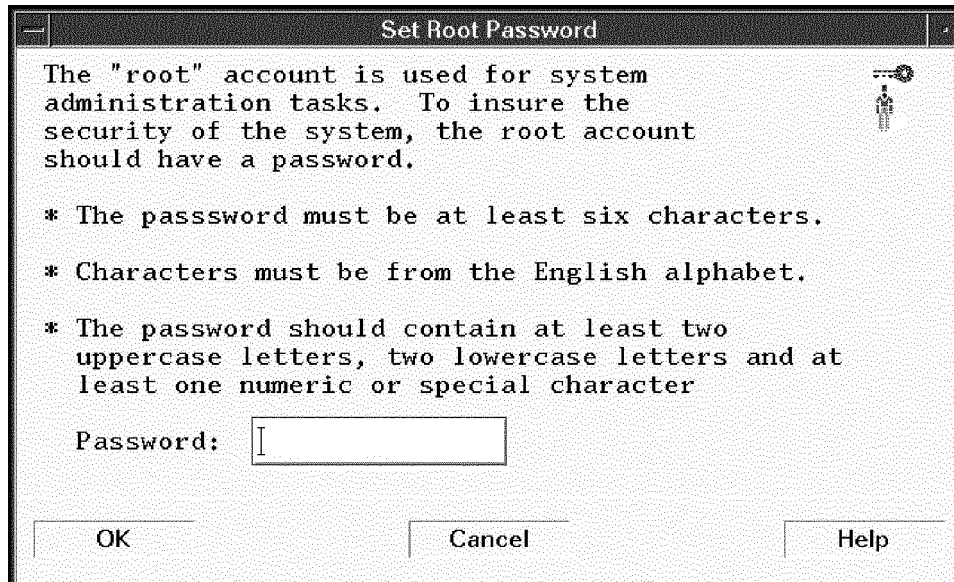 Set Root Password
The "root" account is used for system
administration tasks.  To insure the
security of the system, the root account
should have a password.
* The passsword must be at least six characters.
* Characters must be from the English alphabet.
* The password should contain at least two
uppercase letters, two lowercase letters and at
least one numeric or special character
Password:
OK
Cancel
Help